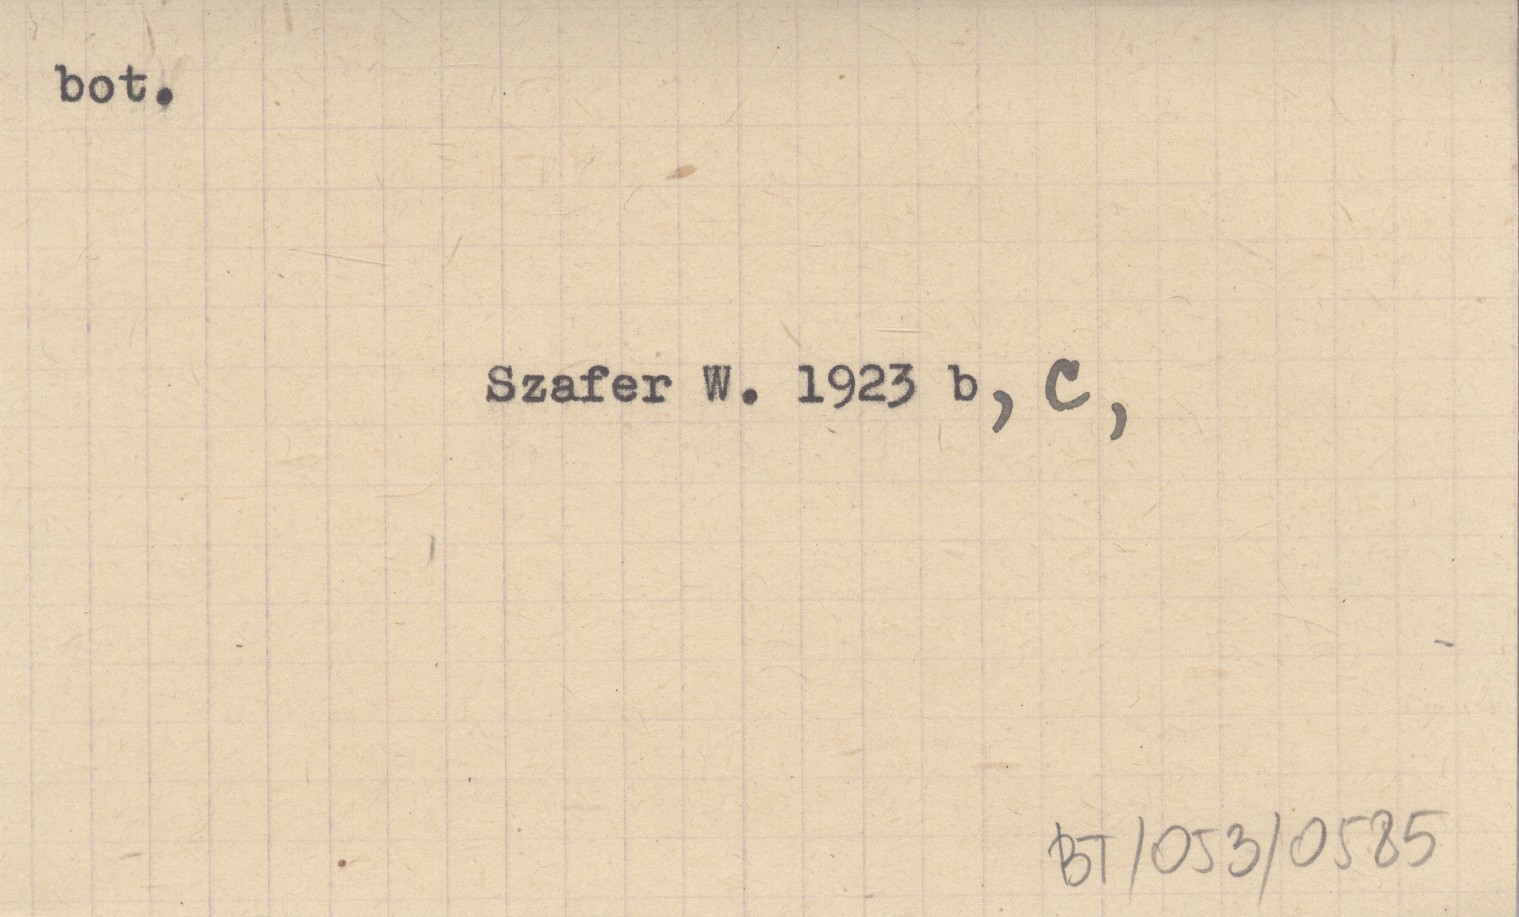 bot.
Szafer W. 1923 b, c,
BT/053/0585